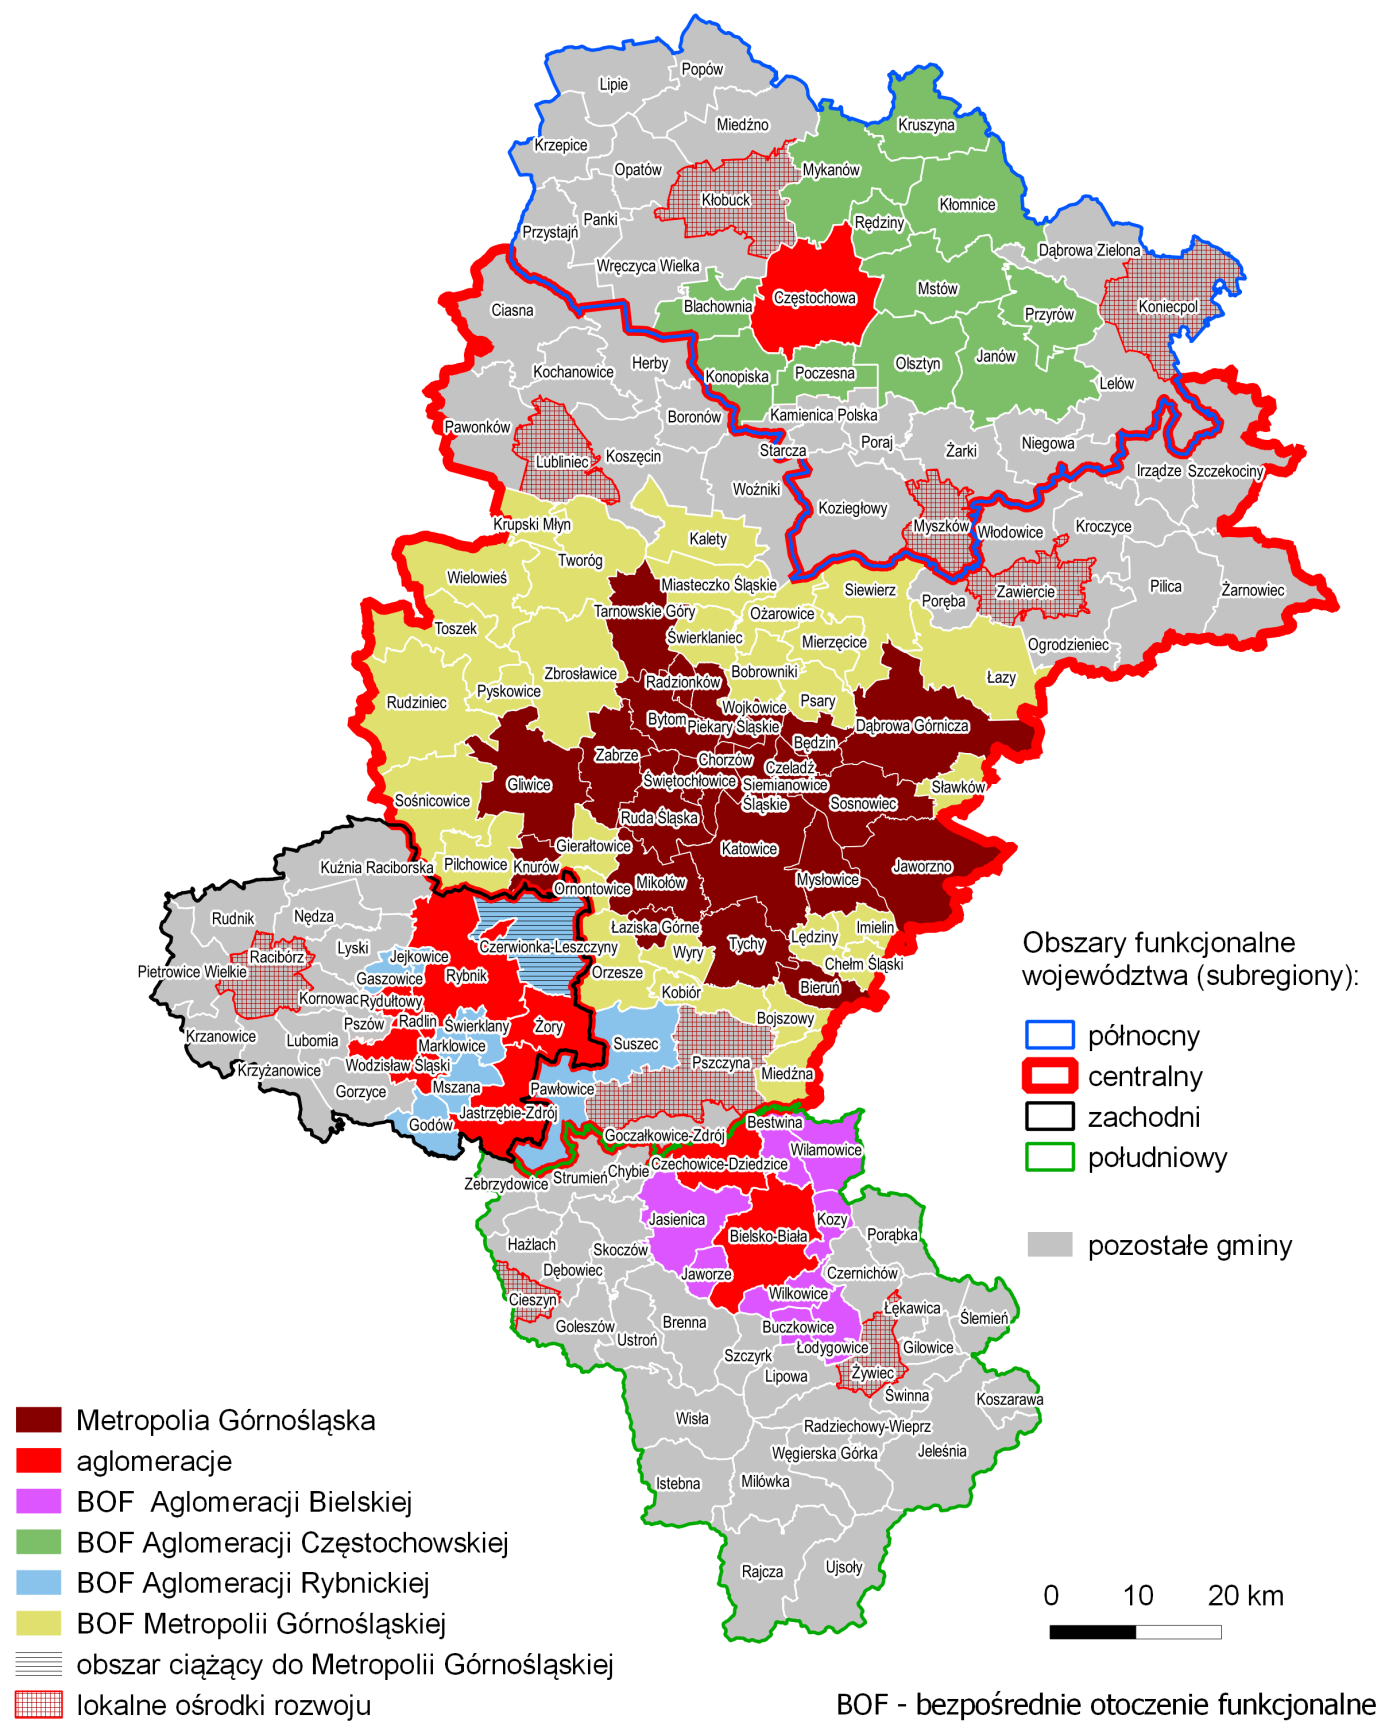 Popów
Lipie
Miedźno
Kruszyna
Krzepice
Opatów
Mykanów
Kłobuck
Kłomnice
Panki
Rędziny
Przystajń
Dąbrowa Zielona
Wręczyca Wielka
Mstów
Częstochowa
Blachownia
Koniecpol
Ciasna
Przyrów
Janów
Herby
Olsztyn
Kochanowice
Poczesna
Konopiska
Lelów
Kamienica Polska
Boronów
Pawonków
Poraj
Niegowa
Żarki
Starcza
Koszęcin
Lubliniec
Irządze
Szczekociny
Woźniki
Koziegłowy
Krupski Młyn
Myszków
Kroczyce
Włodowice
Kalety
Tworóg
Wielowieś
Miasteczko Śląskie
Pilica
Siewierz
Zawiercie
Żarnowiec
Poręba
Tarnowskie Góry
Ożarowice
Toszek
Świerklaniec
Mierzęcice
Ogrodzieniec
Bobrowniki
Zbrosławice
Łazy
Radzionków
Pyskowice
Rudziniec
Psary
Wojkowice
Bytom
Piekary Śląskie
Dąbrowa Górnicza
Będzin
Zabrze
Chorzów
Czeladź
Świętochłowice
Gliwice
Siemianowice
Śląskie
Sławków
Sosnowiec
Sośnicowice
Ruda Śląska
Gierałtowice
Katowice
Pilchowice
Knurów
Kuźnia Raciborska
Jaworzno
Mikołów
Mysłowice
Ornontowice
Rudnik
Nędza
Łaziska Górne
Imielin
Lędziny
Tychy
Czerwionka-Leszczyny
Lyski
Jejkowice
Racibórz
Wyry
Chełm Śląski
Pietrowice Wielkie
Gaszowice
Rybnik
Orzesze
Kobiór
Bieruń
Kornowac
Rydułtowy
Bojszowy
Pszów
Radlin
Świerklany
Żory
Krzanowice
Lubomia
Marklowice
Suszec
Pszczyna
Wodzisław Śląski
Krzyżanowice
Miedźna
Gorzyce
Mszana
Pawłowice
Godów
Jastrzębie-Zdrój
Bestwina
Goczałkowice-Zdrój
Wilamowice
Czechowice-Dziedzice
Chybie
Strumień
Zebrzydowice
Jasienica
Kozy
Bielsko-Biała
Porąbka
Hażlach
Skoczów
Dębowiec
Jaworze
Czernichów
Wilkowice
Cieszyn
Łękawica
Ślemień
Brenna
Goleszów
Buczkowice
Ustroń
Łodygowice
Gilowice
Szczyrk
Lipowa
Żywiec
Świnna
Koszarawa
Wisła
Radziechowy-Wieprz
Węgierska Górka
Jeleśnia
Istebna
Milówka
Rajcza
Ujsoły
Obszary funkcjonalne
województwa (subregiony):
północny
centralny
zachodni
południowy
pozostałe gminy
Metropolia Górnośląska
aglomeracje
BOF Aglomeracji Bielskiej
BOF Aglomeracji Częstochowskiej
BOF Aglomeracji Rybnickiej
BOF Metropolii Górnośląskiej
obszar ciążący do Metropolii Górnośląskiej
lokalne ośrodki rozwoju
0 10 20 km
BOF - bezpośrednie otoczenie funkcjonalne